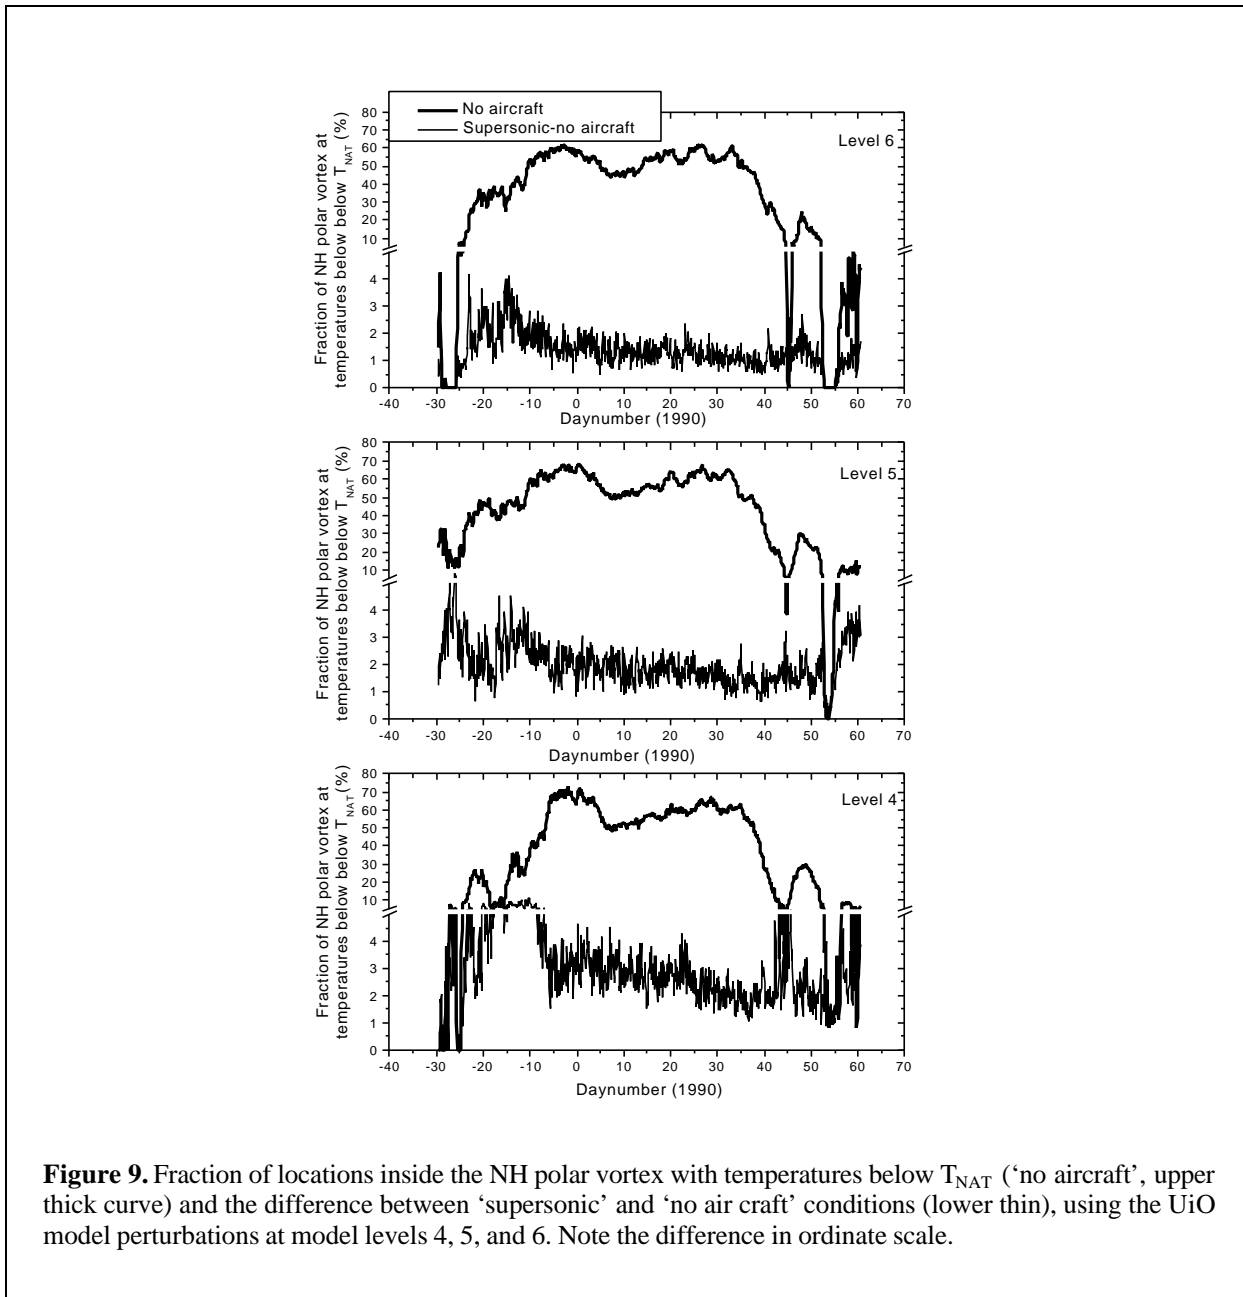 No aircraft
Supersonic-no aircraft
Level 6
Fraction of NH polar vortex at
temperatures below below T_NAT (%)
80
70
60
50
40
30
20
10
4
3
2
1
0
-40 -30 -20 -10 0 10 20 30 40 50 60 70
Daynumber (1990)
Level 5
Fraction of NH polar vortex at
temperatures below below T_NAT (%)
80
70
60
50
40
30
20
10
4
3
2
1
0
-40 -30 -20 -10 0 10 20 30 40 50 60 70
Daynumber (1990)
Level 4
Fraction of NH polar vortex at
temperatures below below T_NAT (%)
80
70
60
50
40
30
20
10
4
3
2
1
0
-40 -30 -20 -10 0 10 20 30 40 50 60 70
Daynumber (1990)
Figure 9. Fraction of locations inside the NH polar vortex with temperatures below T_NAT (‘no aircraft’, upper
thick curve) and the difference between ‘supersonic’ and ‘no air craft’ conditions (lower thin), using the UiO
model perturbations at model levels 4, 5, and 6. Note the difference in ordinate scale.